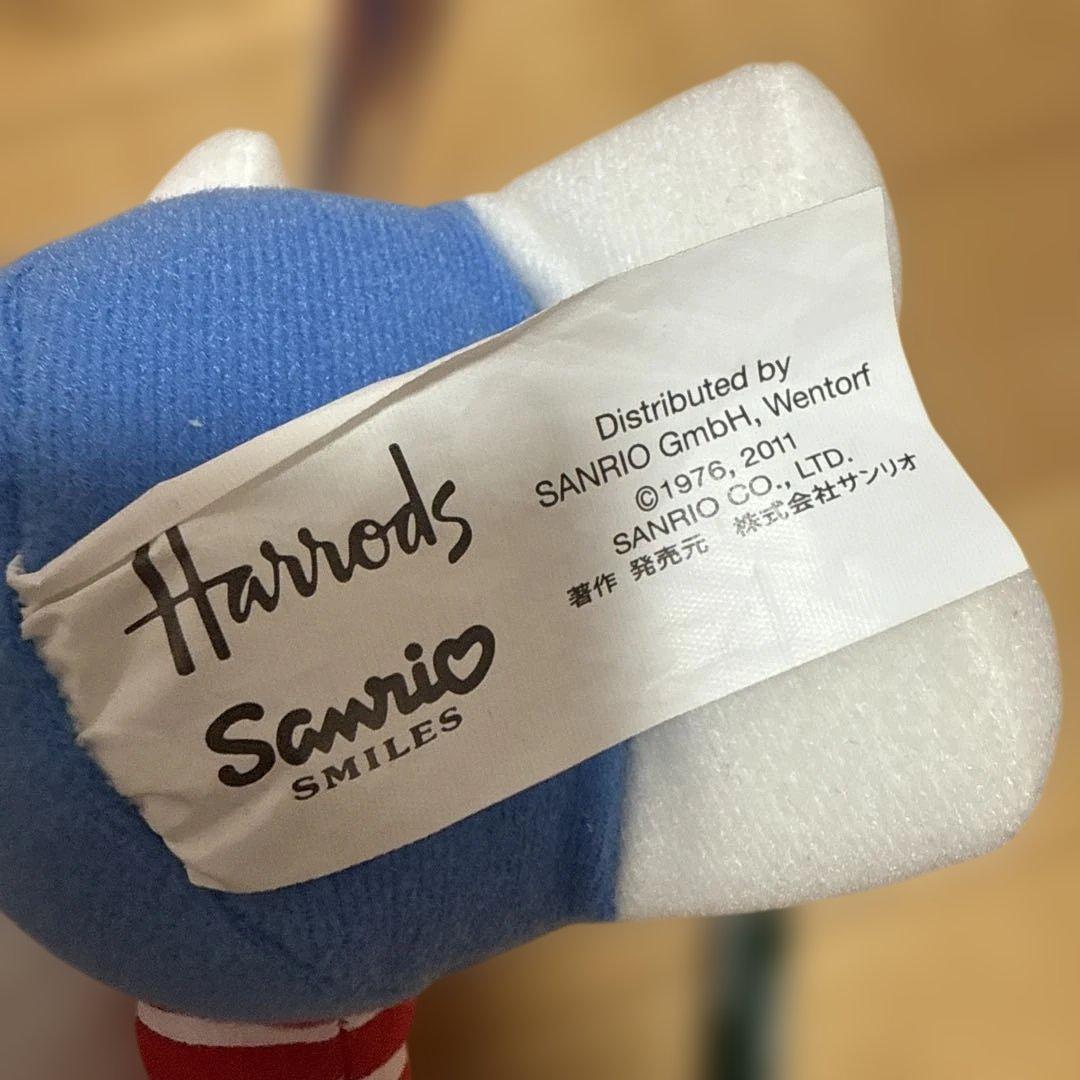 Harrods
Sanrio
SMILES
Distributed by
SANRIO GmbH, Wentorf
©1976, 2011
SANRIO CO., LTD.
著作 発売元 株式会社サンリオ